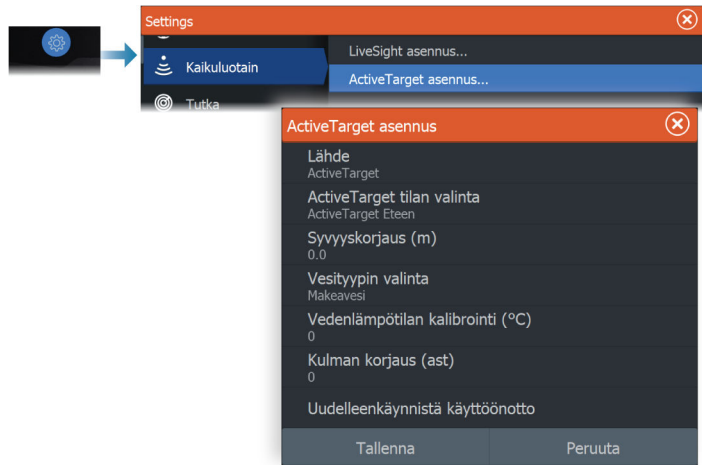 Settings
Kaikuluotain
LiveSight asennus...
ActiveTarget asennus...
Tutka
ActiveTarget asennus
Lähde
ActiveTarget
ActiveTarget tilan valinta
ActiveTarget Eteen
Syvyyskorjaus (m)
0.0
Vesityypin valinta
Makeavesi
Vedenlämpötilan kalibrointi (°C)
0
Kulman korjaus (ast)
0
Uudelleenkäynnistä käyttöönotto
Tallenna
Peruuta